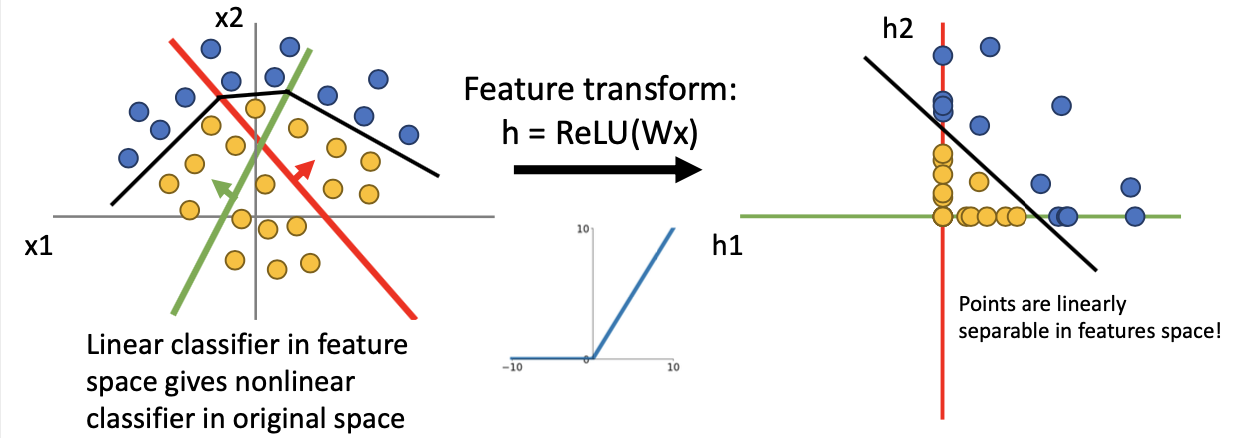 x2
x1
Linear classifier in feature
space gives nonlinear
classifier in original space
Feature transform:
h = ReLU(Wx)
10
0
−10
10
h2
h1
Points are linearly
separable in features space!